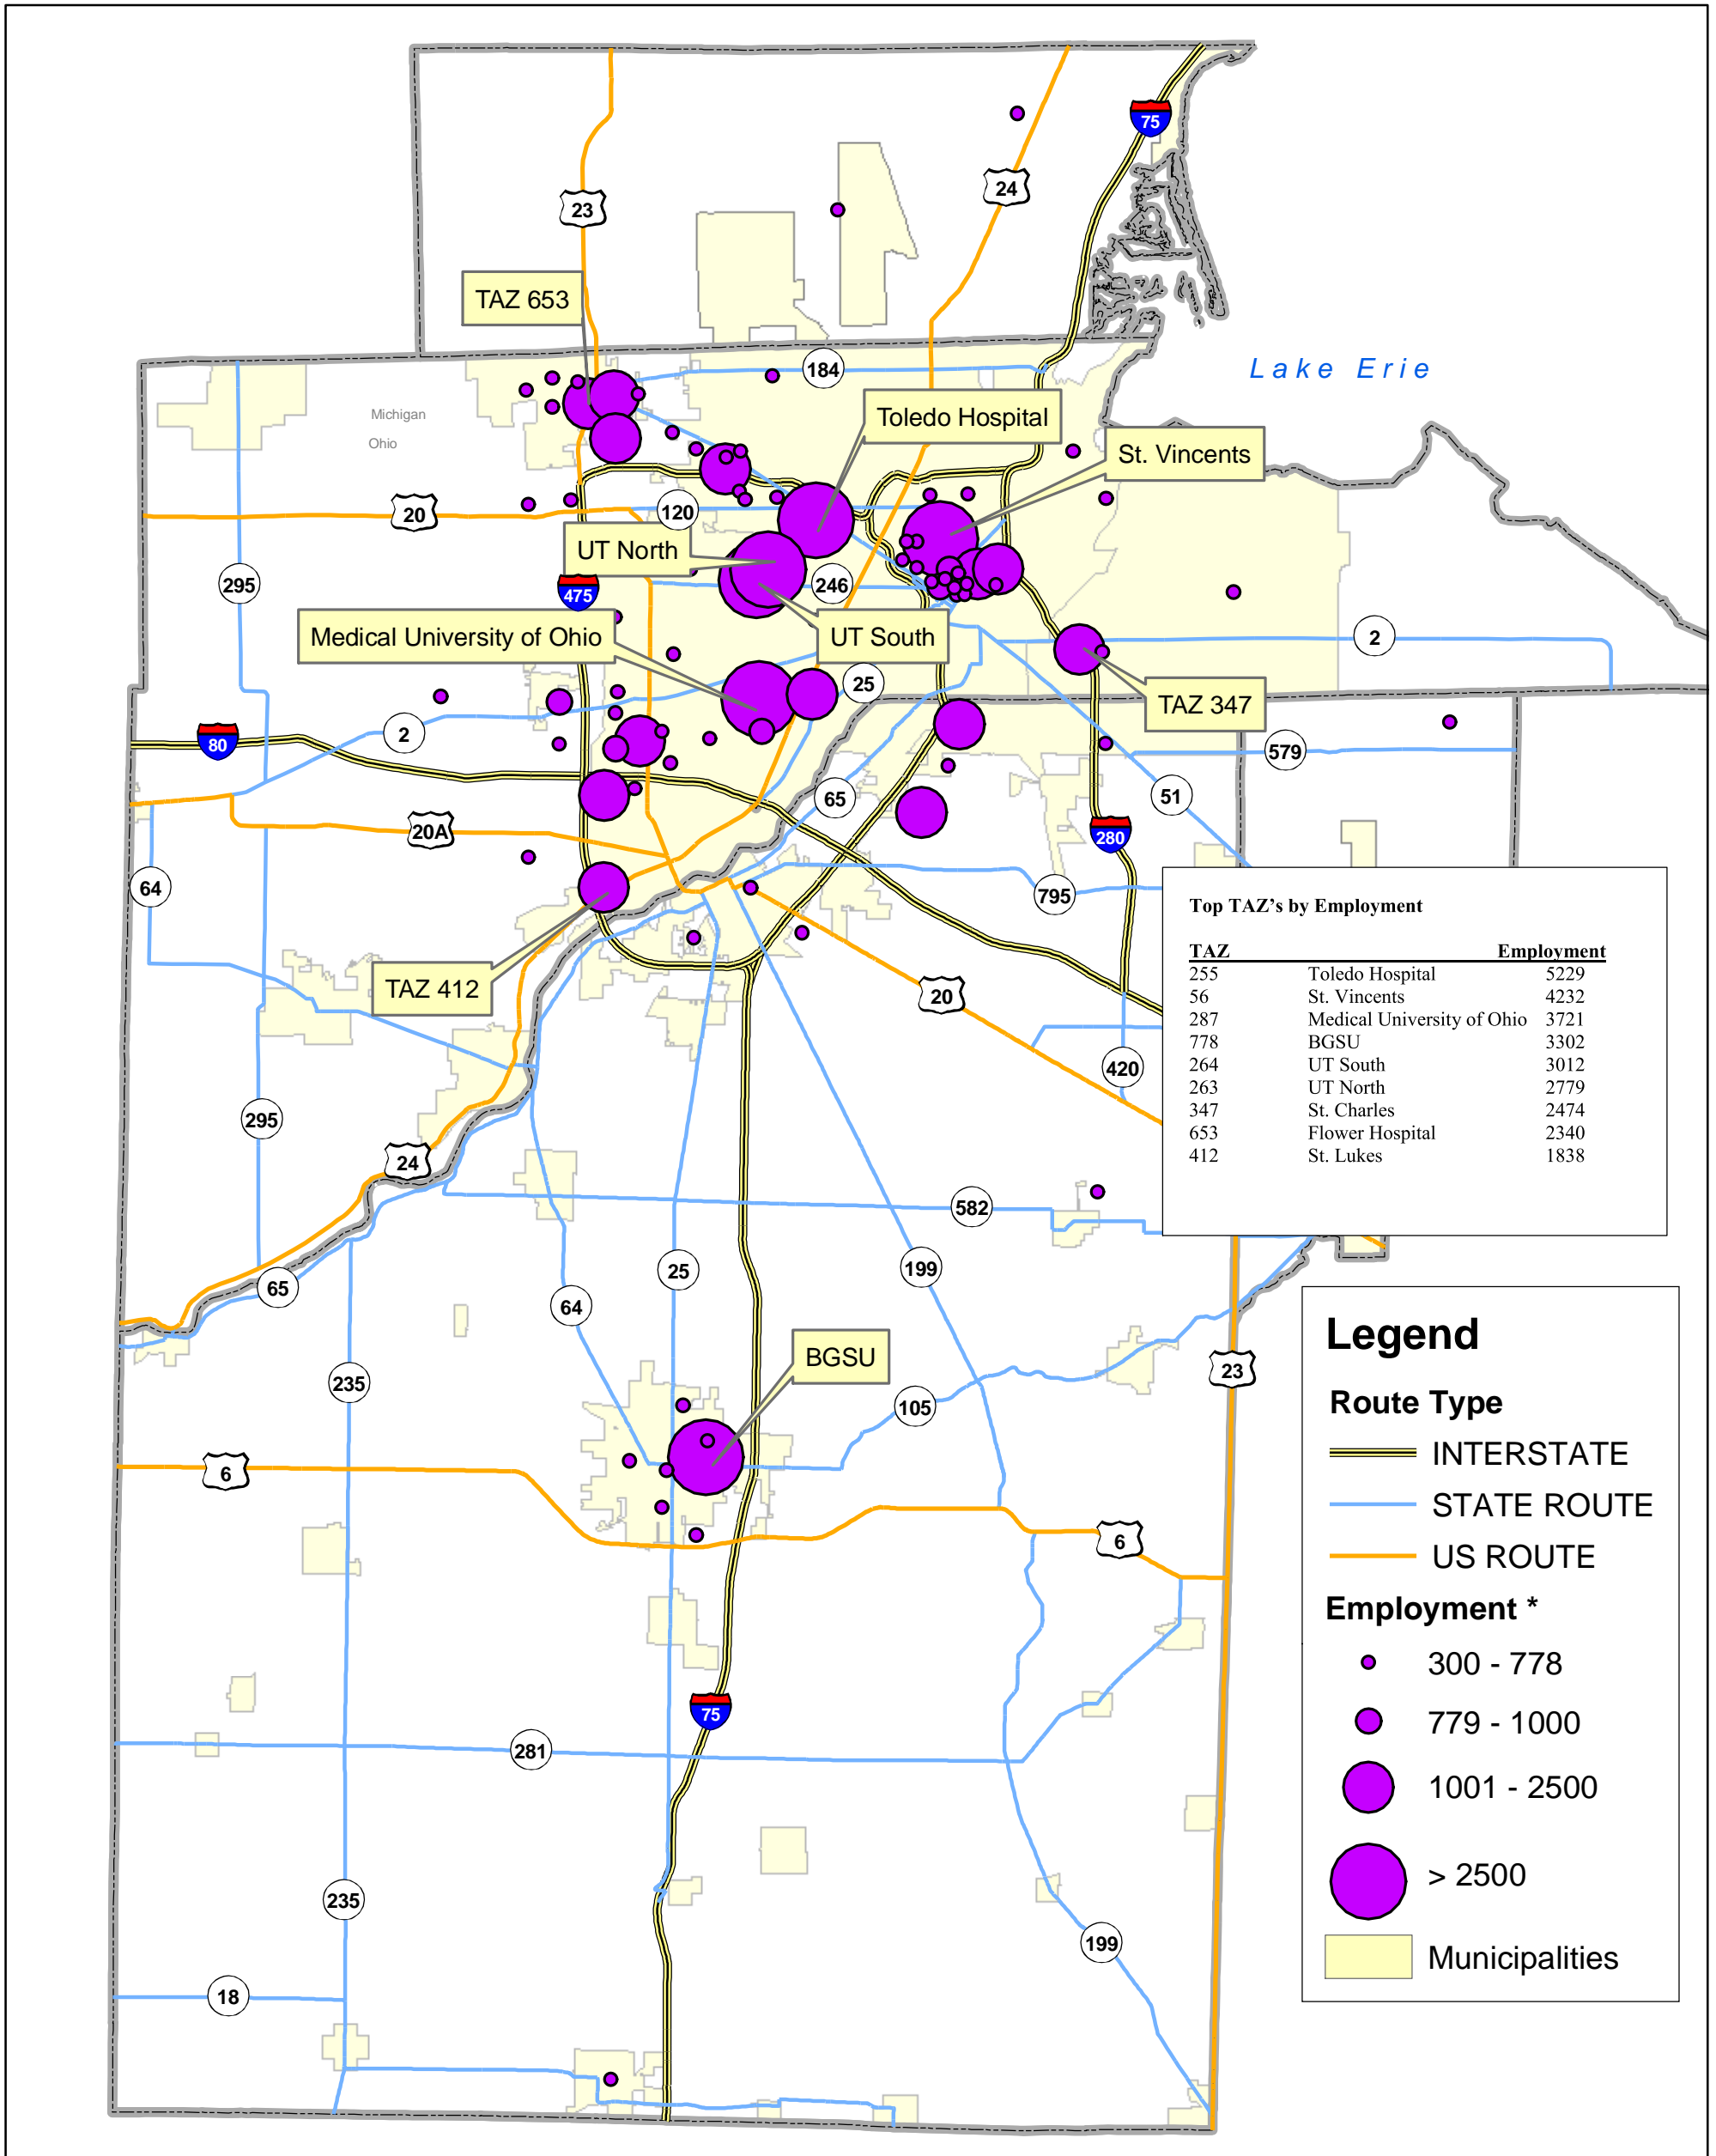 75
23
24
TAZ 653
184
Lake Erie
Michigan
Ohio
Toledo Hospital
St. Vincents
20
120
UT North
295
475
246
Medical University of Ohio
UT South
2
25
TAZ 347
80
2
579
65
51
20A
280
64
795
TAZ 412
20
Top TAZ's by Employment
TAZ Employment
255 Toledo Hospital 5229
56 St. Vincents 4232
287 Medical University of Ohio 3721
778 BGSU 3302
264 UT South 3012
263 UT North 2779
347 St. Charles 2474
653 Flower Hospital 2340
412 St. Lukes 1838
420
295
24
582
65
25
199
64
BGSU
23
235
105
6
6
75
281
235
199
18
Legend
Route Type
INTERSTATE
STATE ROUTE
US ROUTE
Employment *
300 - 778
779 - 1000
1001 - 2500
> 2500
Municipalities